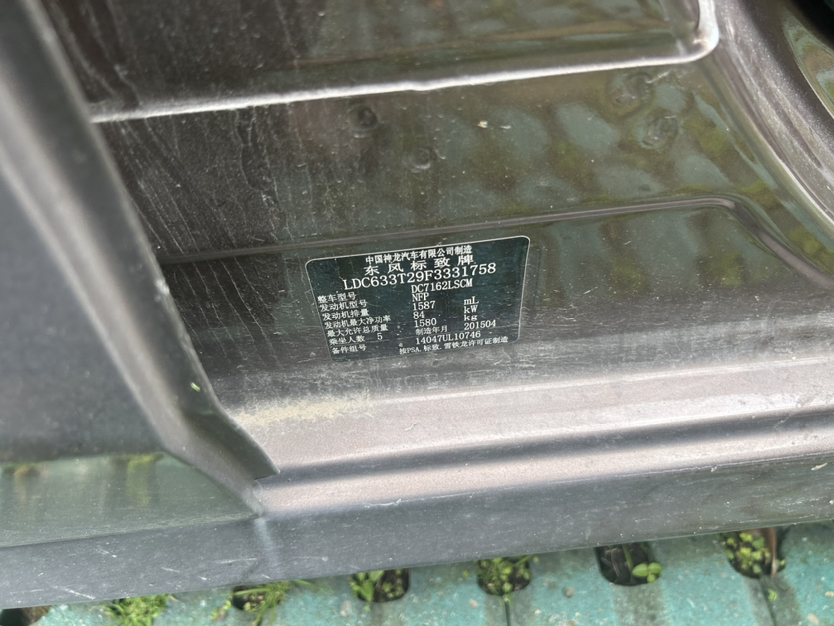 中国神龙汽车有限公司制造
东风标致牌
LDC633T29F3331758
整车型号 DC7162LSCM
发动机型号 NFP
发动机排量 1587 mL
发动机最大净功率 84 kW
最大允许总质量 1580 kg
乘坐人数 5 制造年月 201504
备件组号 14047UL10746
按PSA.标致.雪铁龙许可证制造